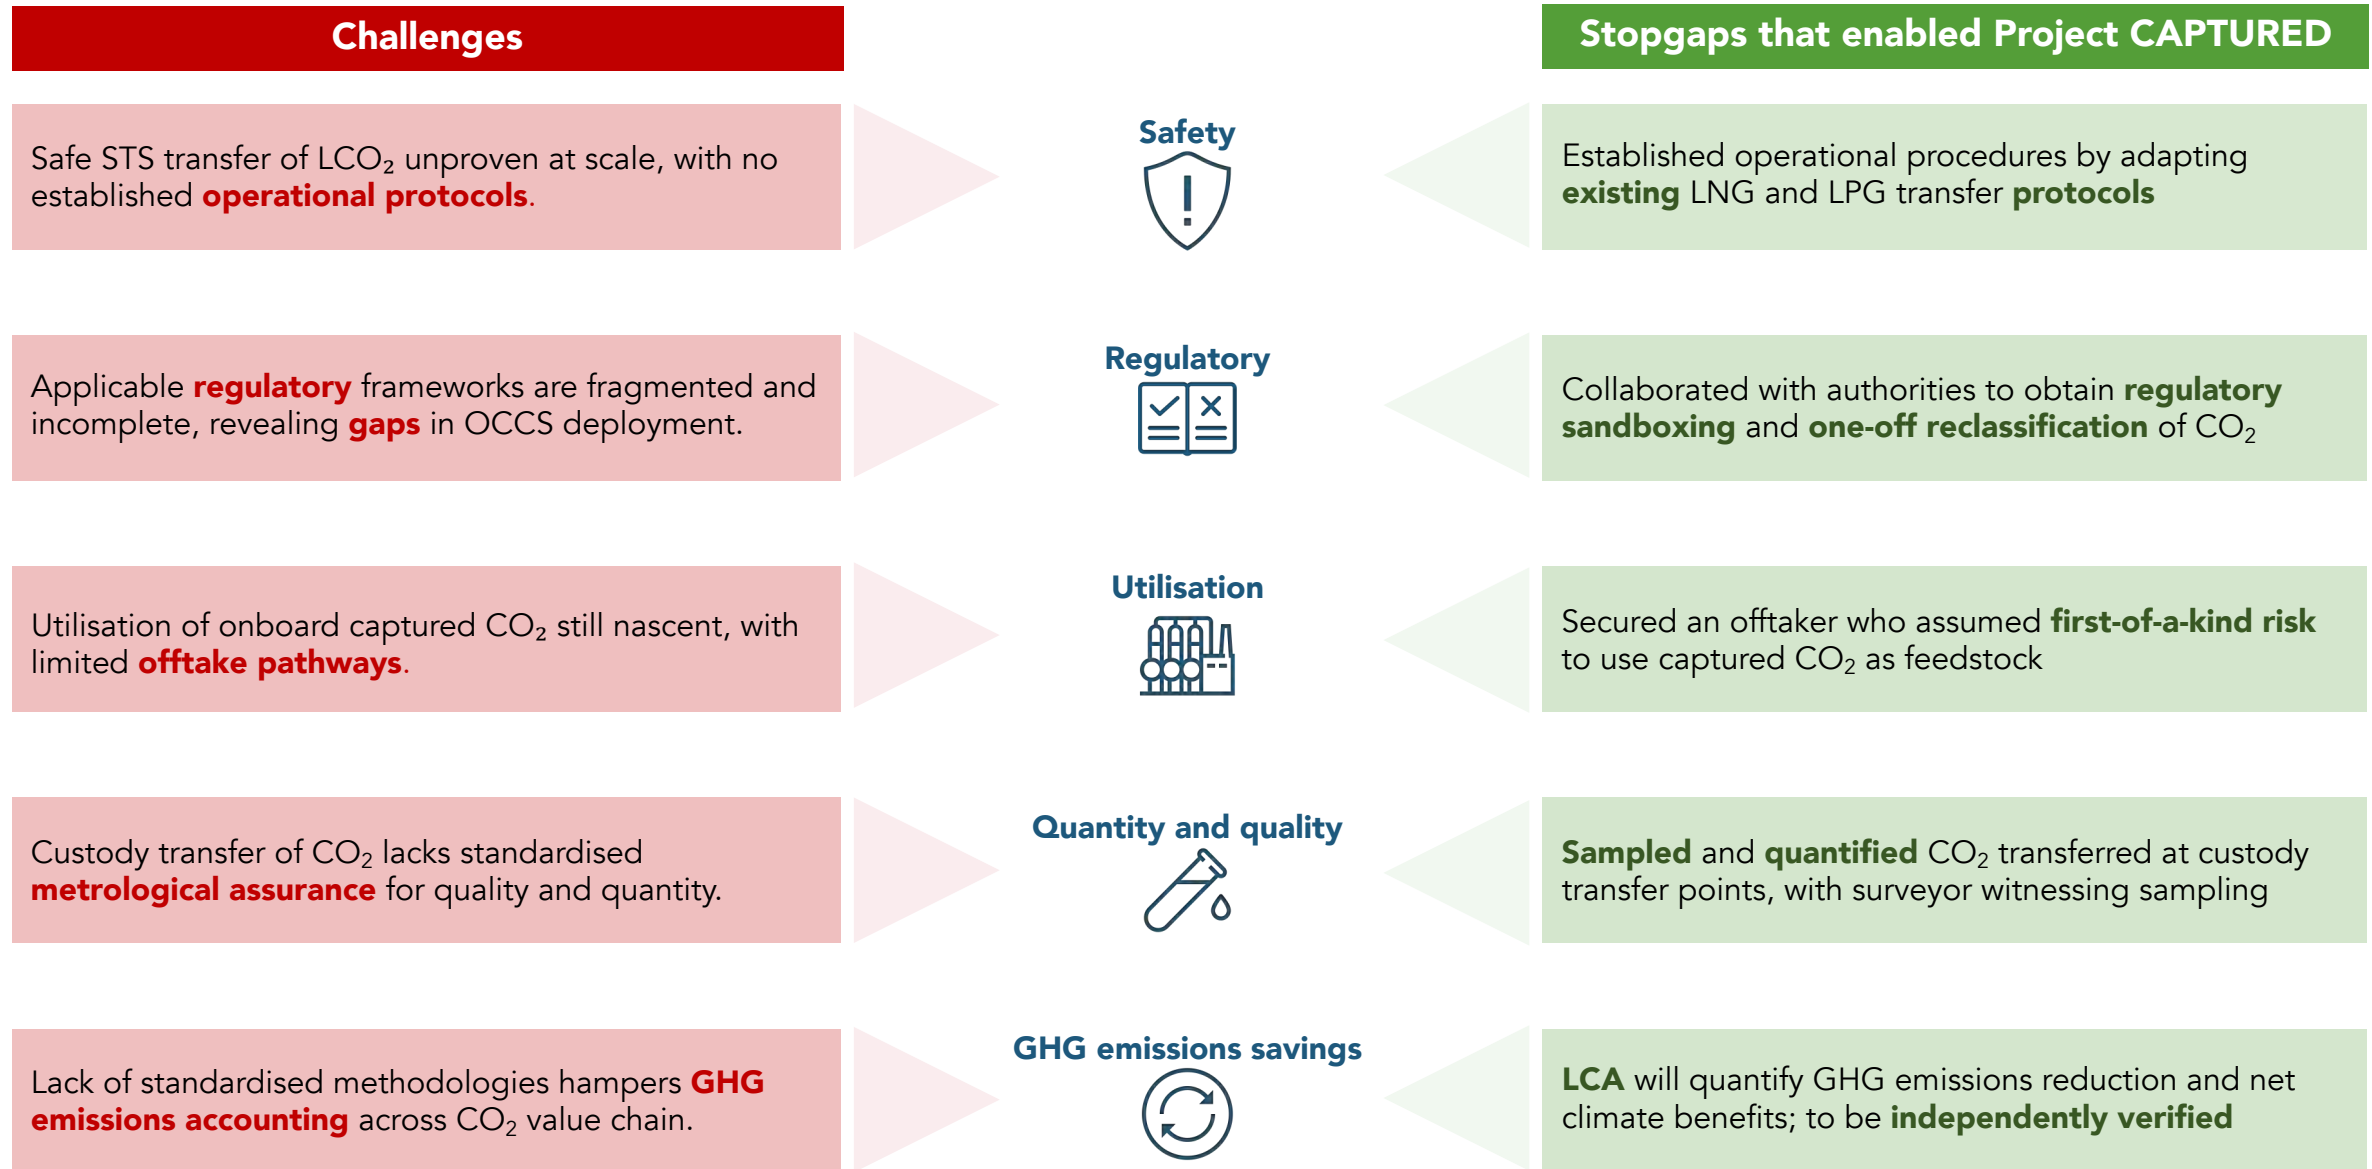 Challenges
Stopgaps that enabled Project CAPTURED
Safe STS transfer of LCO₂ unproven at scale, with no
established operational protocols.
Safety
Established operational procedures by adapting
existing LNG and LPG transfer protocols
Applicable regulatory frameworks are fragmented and
incomplete, revealing gaps in OCCS deployment.
Regulatory
Collaborated with authorities to obtain regulatory
sandboxing and one-off reclassification of CO₂
Utilisation of onboard captured CO₂ still nascent, with
limited offtake pathways.
Utilisation
Secured an offtaker who assumed first-of-a-kind risk
to use captured CO₂ as feedstock
Custody transfer of CO₂ lacks standardised
metrological assurance for quality and quantity.
Quantity and quality
Sampled and quantified CO₂ transferred at custody
transfer points, with surveyor witnessing sampling
Lack of standardised methodologies hampers GHG
emissions accounting across CO₂ value chain.
GHG emissions savings
LCA will quantify GHG emissions reduction and net
climate benefits; to be independently verified